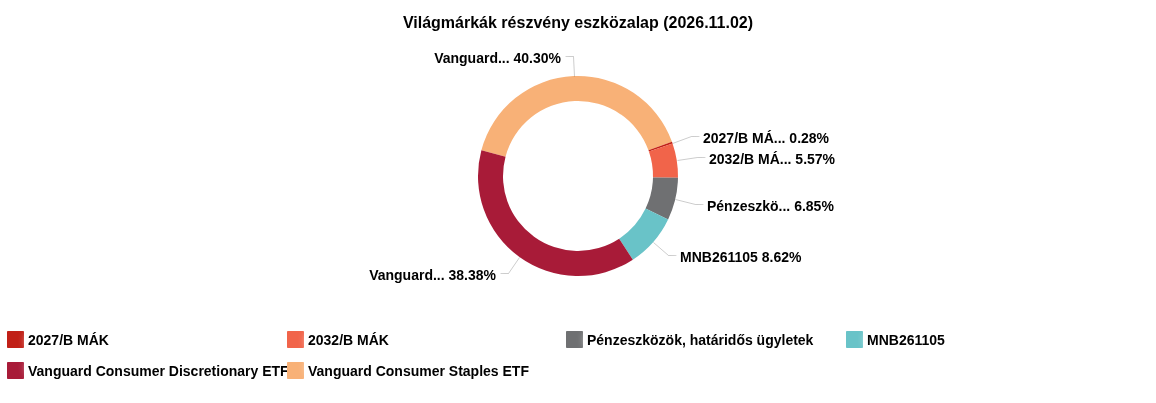 Világmárkák részvény eszközalap (2026.11.02)
Vanguard... 40.30%
2027/B MÁ... 0.28%
2032/B MÁ... 5.57%
Pénzeszkö... 6.85%
MNB261105 8.62%
Vanguard... 38.38%
2027/B MÁK
2032/B MÁK
Pénzeszközök, határidős ügyletek
MNB261105
Vanguard Consumer Discretionary ETF
Vanguard Consumer Staples ETF